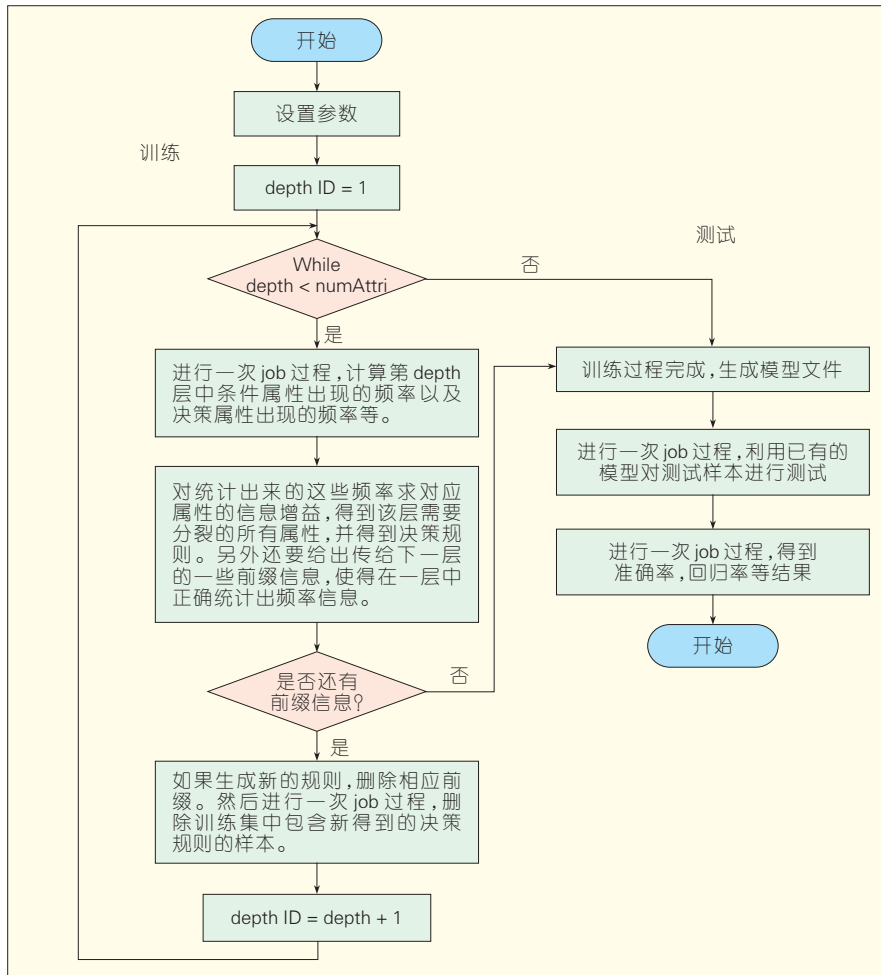 开始
设置参数
训练
depth ID = 1
While
depth < numAttri
是
进行一次 job 过程,计算第 depth
层中条件属性出现的频率以及
决策属性出现的频率等。
对统计出来的这些频率求对应
属性的信息增益,得到该层需要
分裂的所有属性,并得到决策规
则。另外还要给出传给下一层
的一些前缀信息,使得在一层中
正确统计出频率信息。
是否还有
前缀信息?
是
如果生成新的规则,删除相应前
缀。然后进行一次 job 过程,删
除训练集中包含新得到的决策
规则的样本。
depth ID = depth + 1
测试
否
否
训练过程完成,生成模型文件
进行一次 job 过程,利用已有的
模型对测试样本进行测试
进行一次 job 过程,得到
准确率,回归率等结果
开始